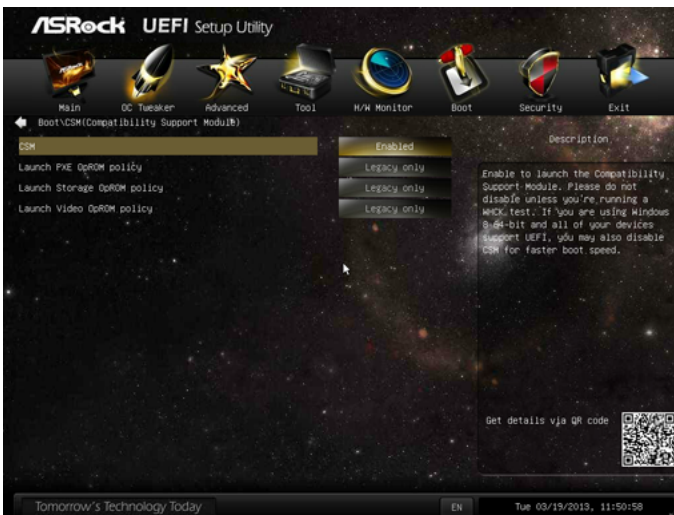 ASRock UEFI Setup Utility
Main OC Tweaker Advanced Tool H/W Monitor Boot Security Exit
Boot\CSM(Compatibility Support Module)
CSM Enabled
Launch PXE OpROM policy Legacy only
Launch Storage OpROM policy Legacy only
Launch Video OpROM policy Legacy only
Description
Enable to launch the Compatibility
Support Module. Please do not
disable unless you're running a
WHCK test. If you are using Windows
8 64-bit and all of your devices
support UEFI, you may also disable
CSM for faster boot speed.
Get details via QR code
Tomorrow's Technology Today EN Tue 03/19/2013, 11:50:58